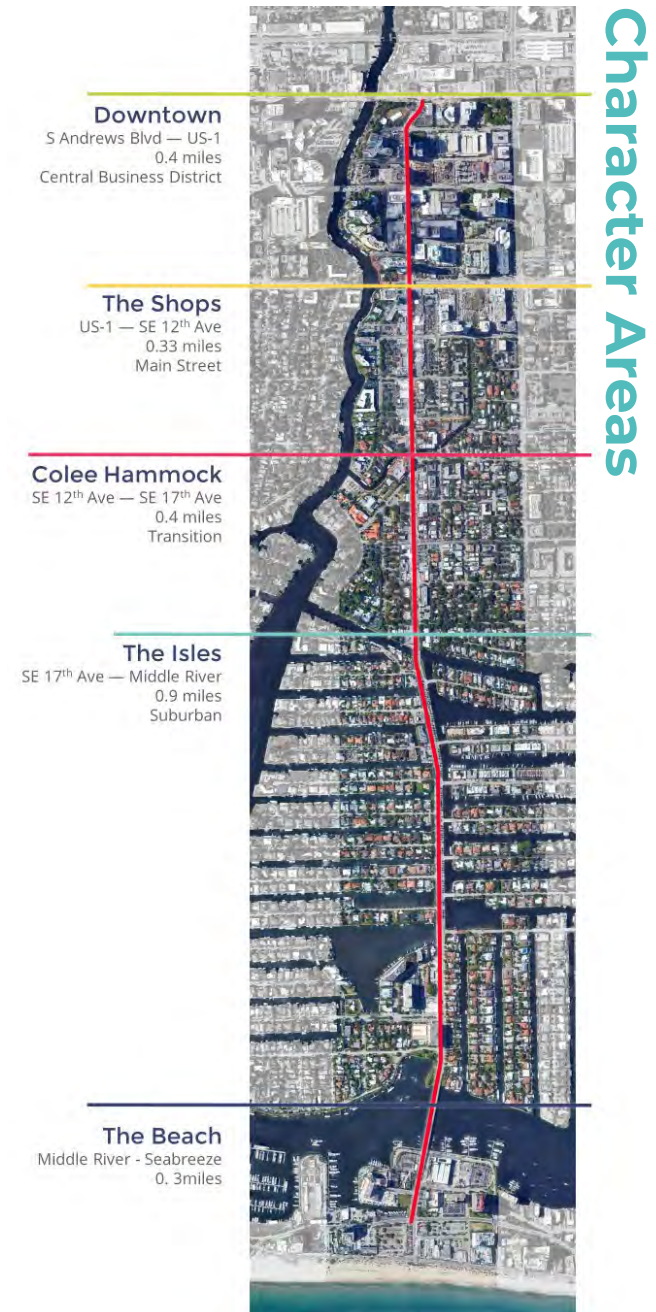 Character Areas
Downtown
S Andrews Blvd — US-1
0.4 miles
Central Business District
The Shops
US-1 — SE 12th Ave
0.33 miles
Main Street
Colee Hammock
SE 12th Ave — SE 17th Ave
0.4 miles
Transition
The Isles
SE 17th Ave — Middle River
0.9 miles
Suburban
The Beach
Middle River - Seabreeze
0. 3miles